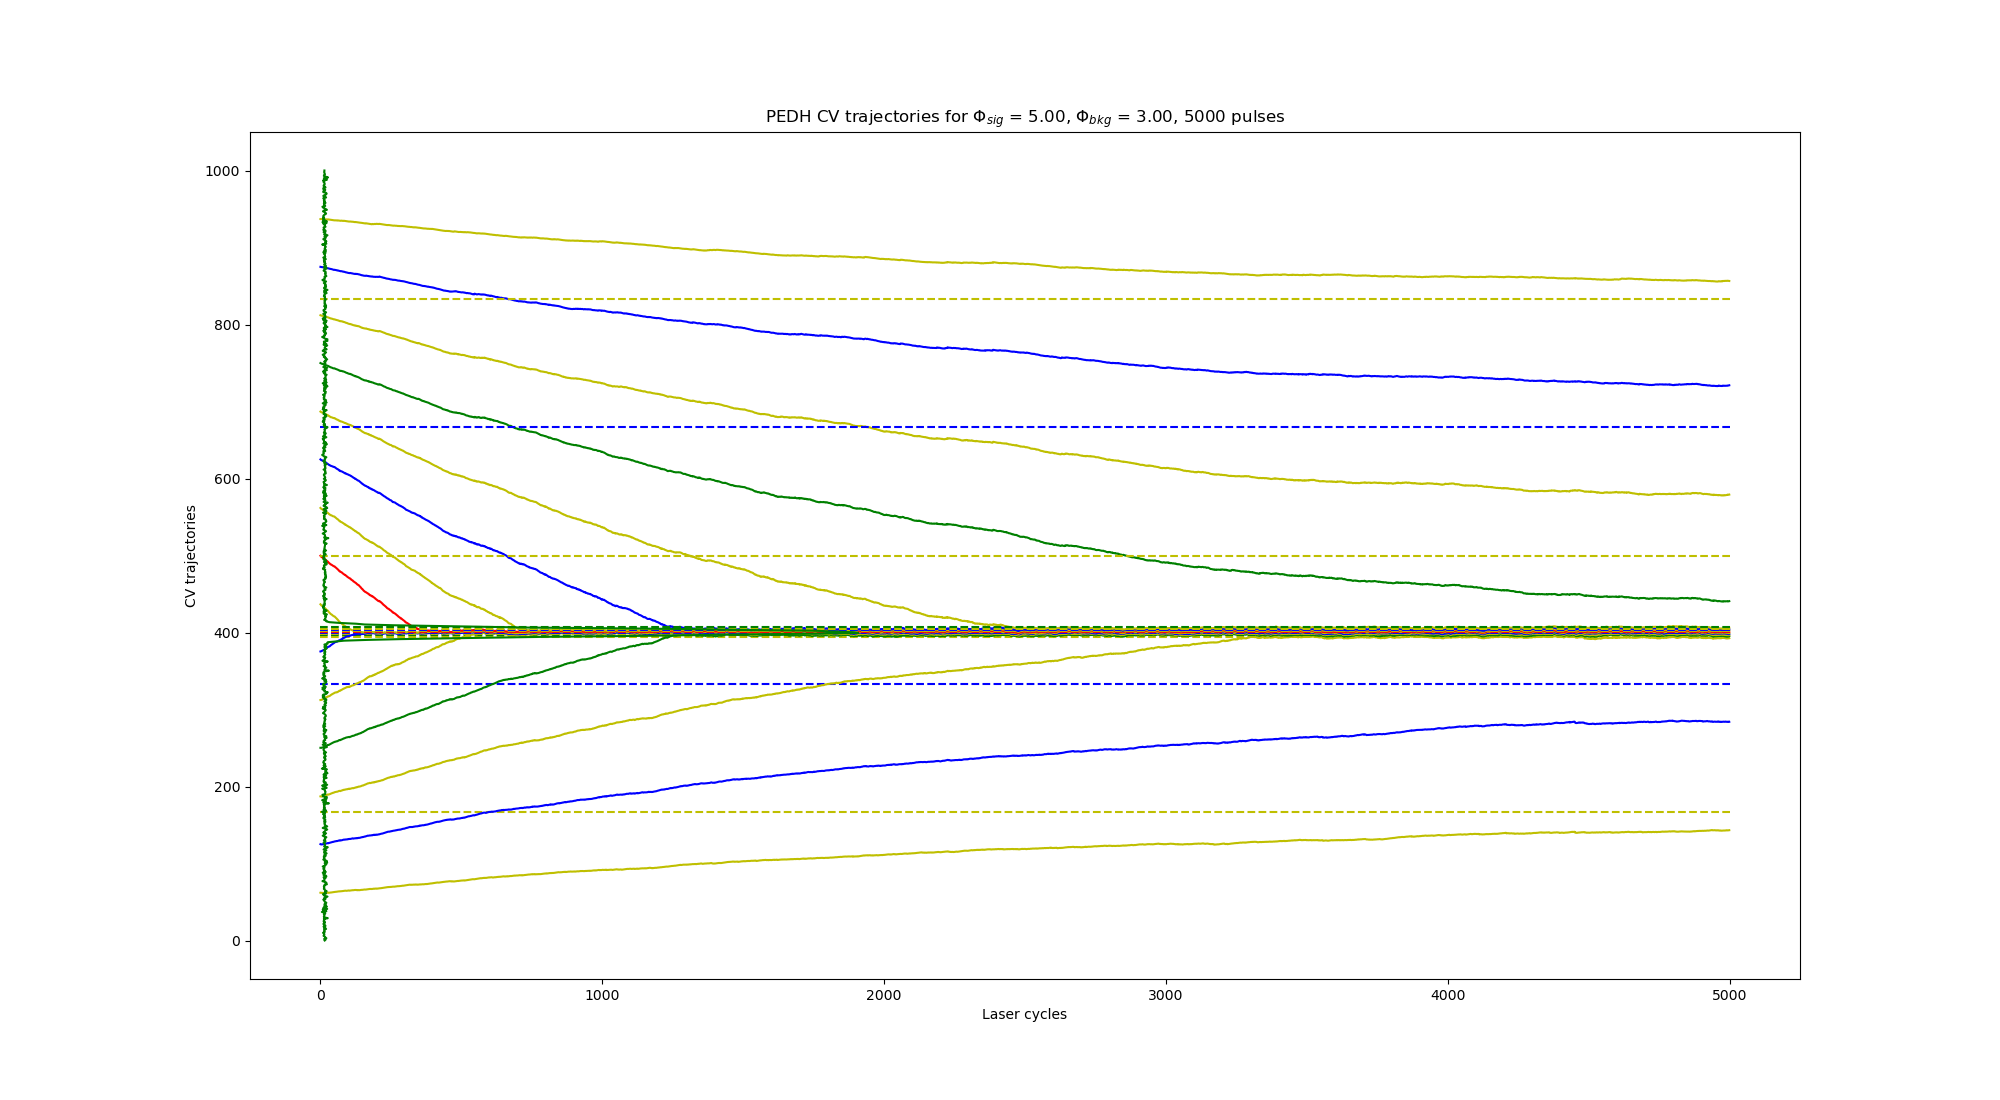 PEDH CV trajectories for Φsig = 5.00, Φbkg = 3.00, 5000 pulses
1000
800
600
400
200
0
CV trajectories
0 1000 2000 3000 4000 5000
Laser cycles